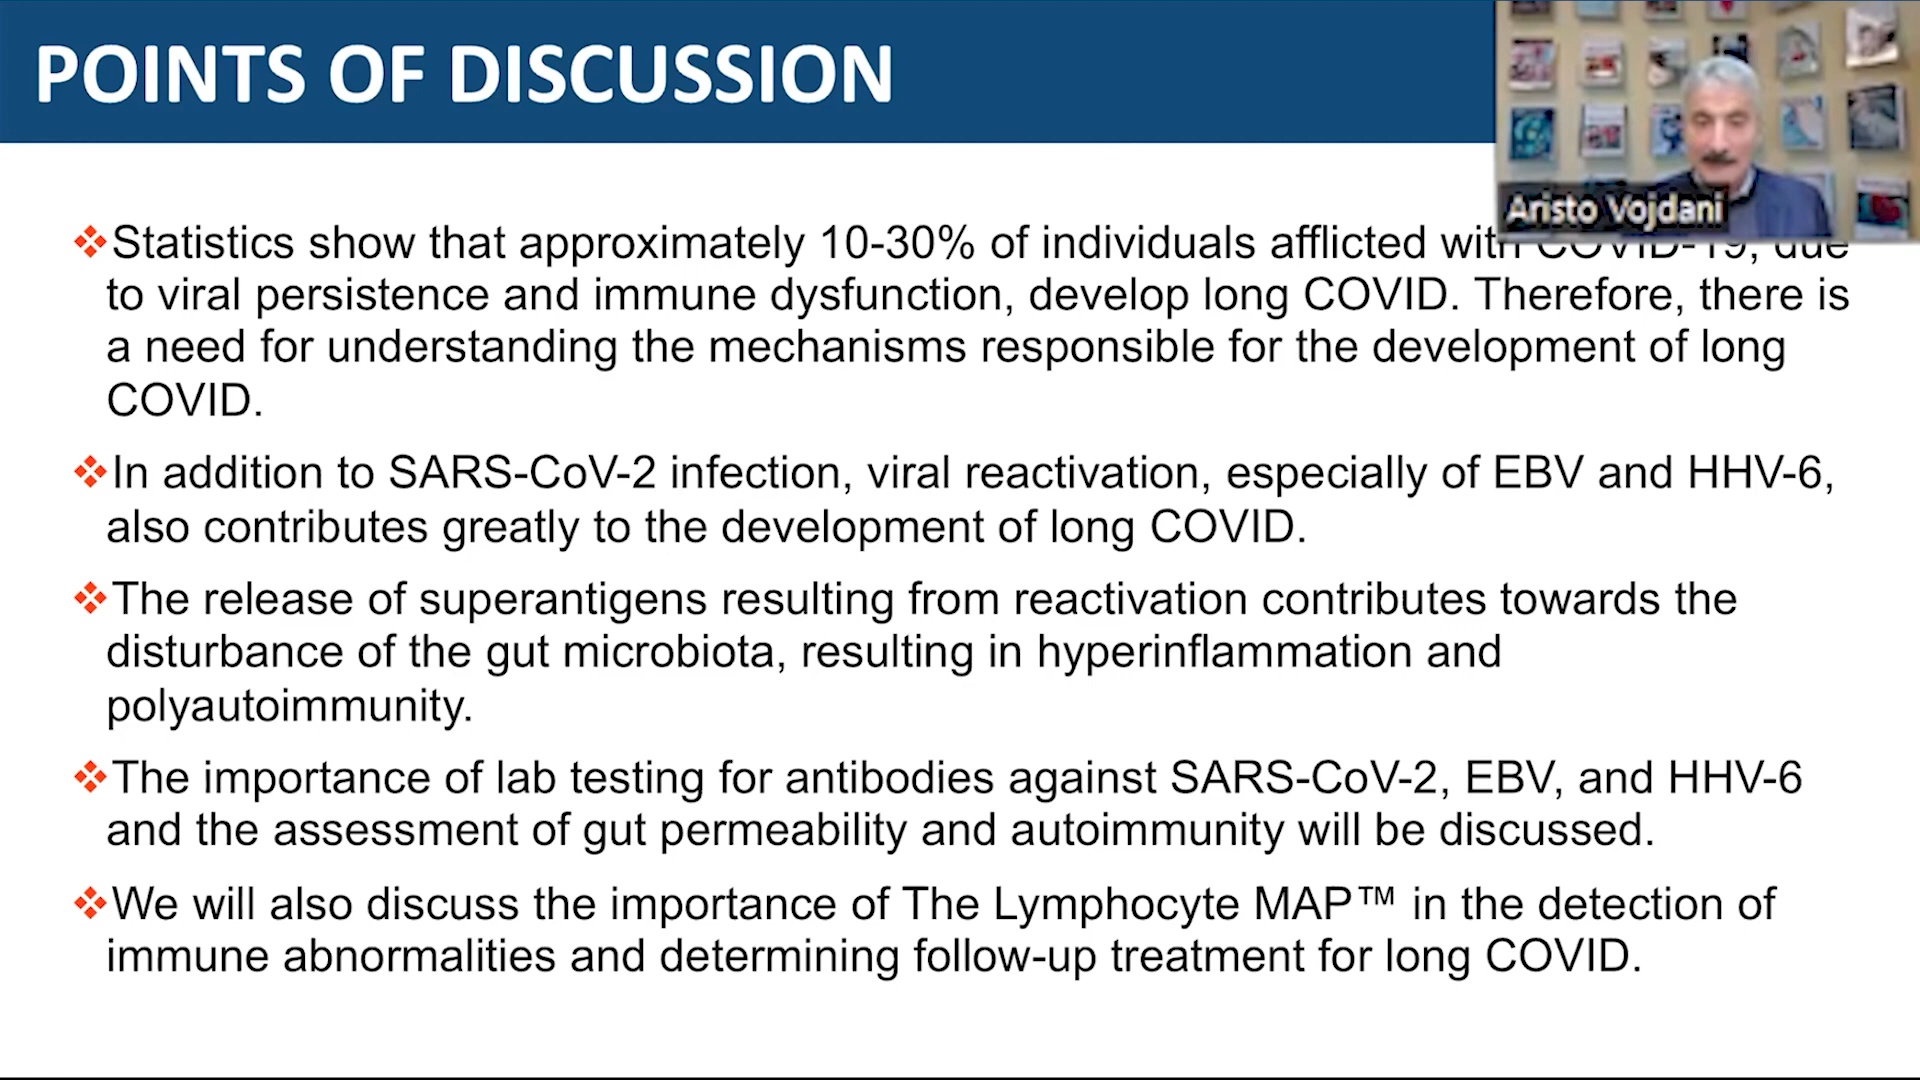 POINTS OF DISCUSSION
Aristo Vojdani
❖Statistics show that approximately 10-30% of individuals afflicted with COVID-19, due
to viral persistence and immune dysfunction, develop long COVID. Therefore, there is
a need for understanding the mechanisms responsible for the development of long
COVID.
❖In addition to SARS-CoV-2 infection, viral reactivation, especially of EBV and HHV-6,
also contributes greatly to the development of long COVID.
❖The release of superantigens resulting from reactivation contributes towards the
disturbance of the gut microbiota, resulting in hyperinflammation and
polyautoimmunity.
❖The importance of lab testing for antibodies against SARS-CoV-2, EBV, and HHV-6
and the assessment of gut permeability and autoimmunity will be discussed.
❖We will also discuss the importance of The Lymphocyte MAP™ in the detection of
immune abnormalities and determining follow-up treatment for long COVID.